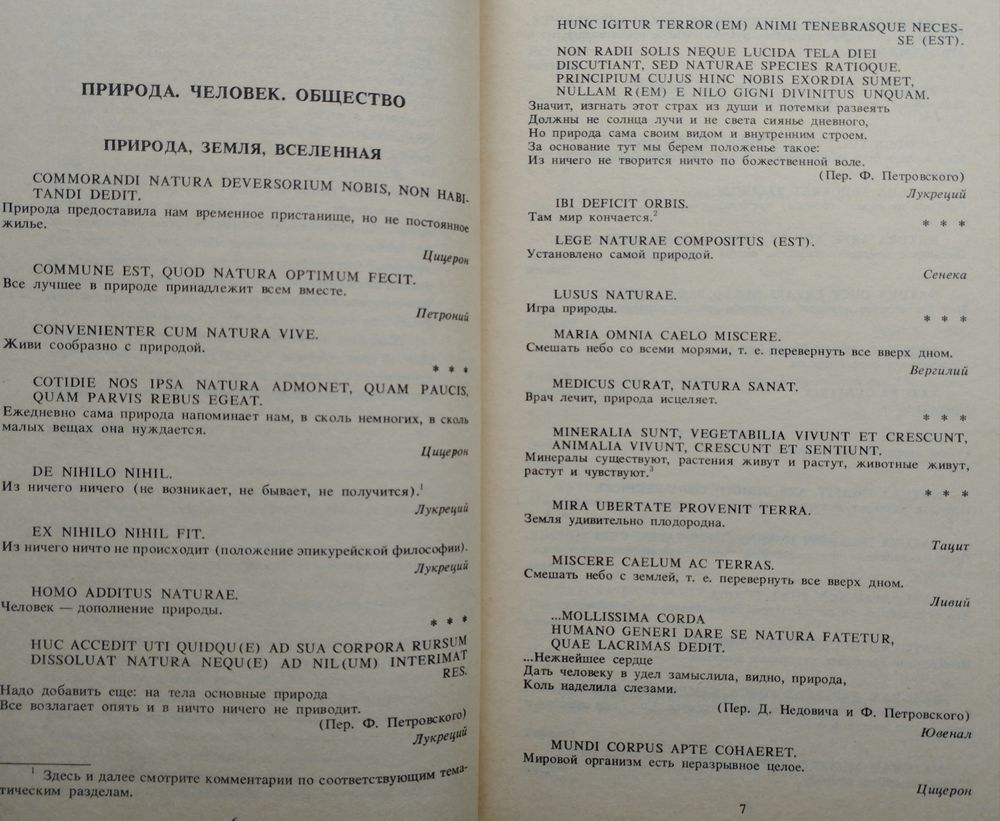 ПРИРОДА. ЧЕЛОВЕК. ОБЩЕСТВО
ПРИРОДА, ЗЕМЛЯ, ВСЕЛЕННАЯ
COMMORANDI NATURA DEVERSORIUM NOBIS, NON HABI-
TANDI DEDIT.
Природа предоставила нам временное пристанище, но не постоянное
жилье.
Цицерон
COMMUNE EST, QUOD NATURA OPTIMUM FECIT.
Все лучшее в природе принадлежит всем вместе.
Петроний
CONVENIENTER CUM NATURA VIVE.
Живи сообразно с природой.
* * *
COTIDIE NOS IPSA NATURA ADMONET, QUAM PAUCIS,
QUAM PARVIS REBUS EGEAT.
Ежедневно сама природа напоминает нам, в сколь немногих, в сколь
малых вещах она нуждается.
Цицерон
DE NIHILO NIHIL.
Из ничего ничего (не возникает, не бывает, не получится).¹
Лукреций
EX NIHILO NIHIL FIT.
Из ничего ничто не происходит (положение эпикурейской философии).
Лукреций
HOMO ADDITUS NATURAE.
Человек — дополнение природы.
* * *
HUC ACCEDIT UTI QUIDQU(E) AD SUA CORPORA RURSUM
DISSOLUAT NATURA NEQU(E) AD NIL(UM) INTERIMAT
RES.
Надо добавить еще: на тела основные природа
Все возлагает опять и в ничто ничего не приводит.
(Пер. Ф. Петровского)
Лукреций
¹ Здесь и далее смотрите комментарии по соответствующим тема-
тическим разделам.
HUNC IGITUR TERROR(EM) ANIMI TENEBRASQUE NECES-
SE (EST).
NON RADII SOLIS NEQUE LUCIDA TELA DIEI
DISCUTIANT, SED NATURAE SPECIES RATIOQUE.
PRINCIPIUM CUJUS HINC NOBIS EXORDIA SUMET,
NULLAM R(EM) E NILO GIGNI DIVINITUS UNQUAM.
Значит, изгнать этот страх из души и потемки развеять
Должны не солнца лучи и не света сиянье дневного,
Но природа сама своим видом и внутренним строем.
За основание тут мы берем положенье такое:
Из ничего не творится ничто по божественной воле.
(Пер. Ф. Петровского)
Лукреций
IBI DEFICIT ORBIS.
Там мир кончается.²
* * *
LEGE NATURAE COMPOSITUS (EST).
Установлено самой природой.
Сенека
LUSUS NATURAE.
Игра природы.
* * *
MARIA OMNIA CAELO MISCERE.
Смешать небо со всеми морями, т. е. перевернуть все вверх дном.
Вергилий
MEDICUS CURAT, NATURA SANAT.
Врач лечит, природа исцеляет.
* * *
MINERALIA SUNT, VEGETABILIA VIVUNT ET CRESCUNT,
ANIMALIA VIVUNT, CRESCUNT ET SENTIUNT.
Минералы существуют, растения живут и растут, животные живут,
растут и чувствуют.³
* * *
MIRA UBERTATE PROVENIT TERRA.
Земля удивительно плодородна.
Тацит
MISCERE CAELUM AC TERRAS.
Смешать небо с землей, т. е. перевернуть все вверх дном.
Ливий
...MOLLISSIMA CORDA
HUMANO GENERI DARE SE NATURA FATETUR,
QUAE LACRIMAS DEDIT.
...Нежнейшее сердце
Дать человеку в удел замыслила, видно, природа,
Коль наделила слезами.
(Пер. Д. Недовича и Ф. Петровского)
Ювенал
MUNDI CORPUS APTE COHAERET.
Мировой организм есть неразрывное целое.
Цицерон
7